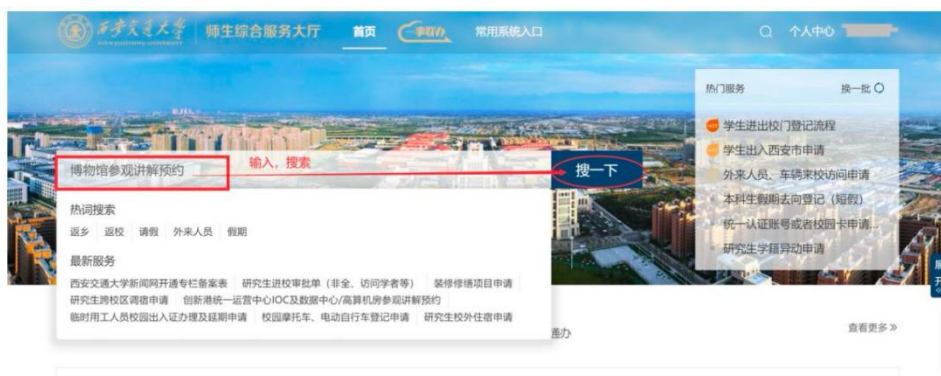 西安交通大学 师生综合服务大厅 首页 一事联办 常用系统入口 个人中心
热门服务 换一批
学生进出校门登记流程
学生出入西安市申请
博物馆参观讲解预约 输入，搜索 搜一下
外来人员、车辆来校访问申请
本科生假期去向登记（短假）
统一认证账号或者校园卡申请...
研究生学籍异动申请
热词搜索
返乡 返校 请假 外来人员 假期
最新服务
西安交通大学新闻网开通专栏备案表 研究生进校审批单（非全、访问学者等） 装修修缮项目申请
研究生跨校区调宿申请 创新港统一运营中心IOC及数据中心/高算机房参观讲解预约
临时用工人员校园出入证办理及延期申请 校园摩托车、电动自行车登记申请 研究生校外住宿申请
展开
通办 查看更多 »